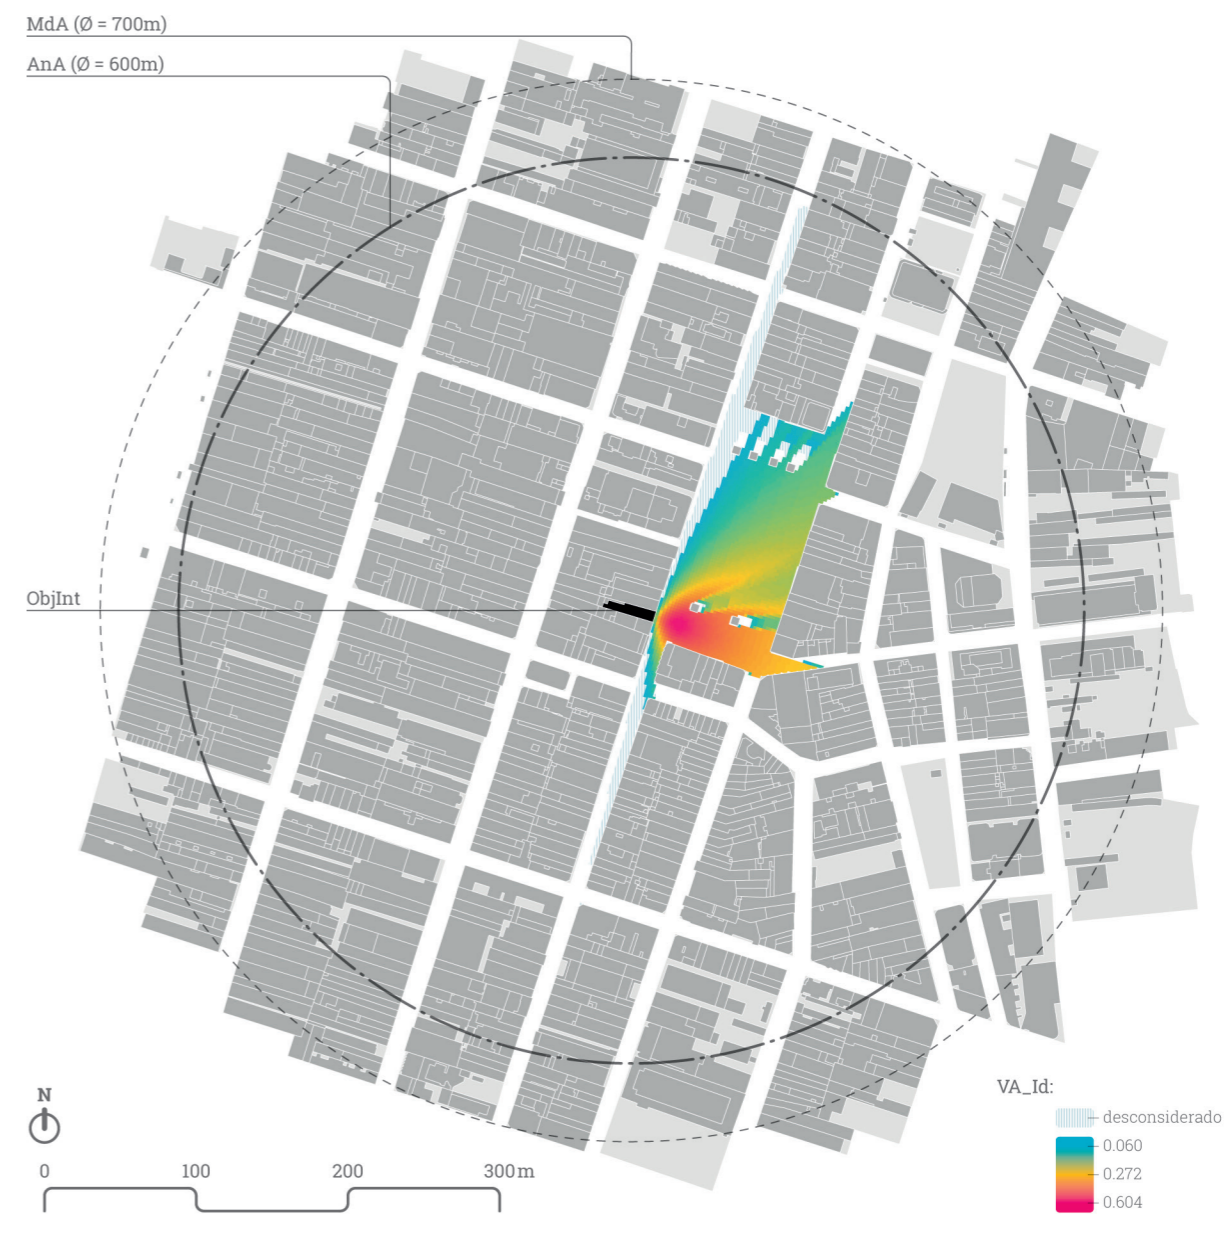 MdA (Ø = 700m)
AnA (Ø = 600m)
ObjInt
N
0 100 200 300m
VA_Id:
desconsiderado
0.060
0.272
0.604